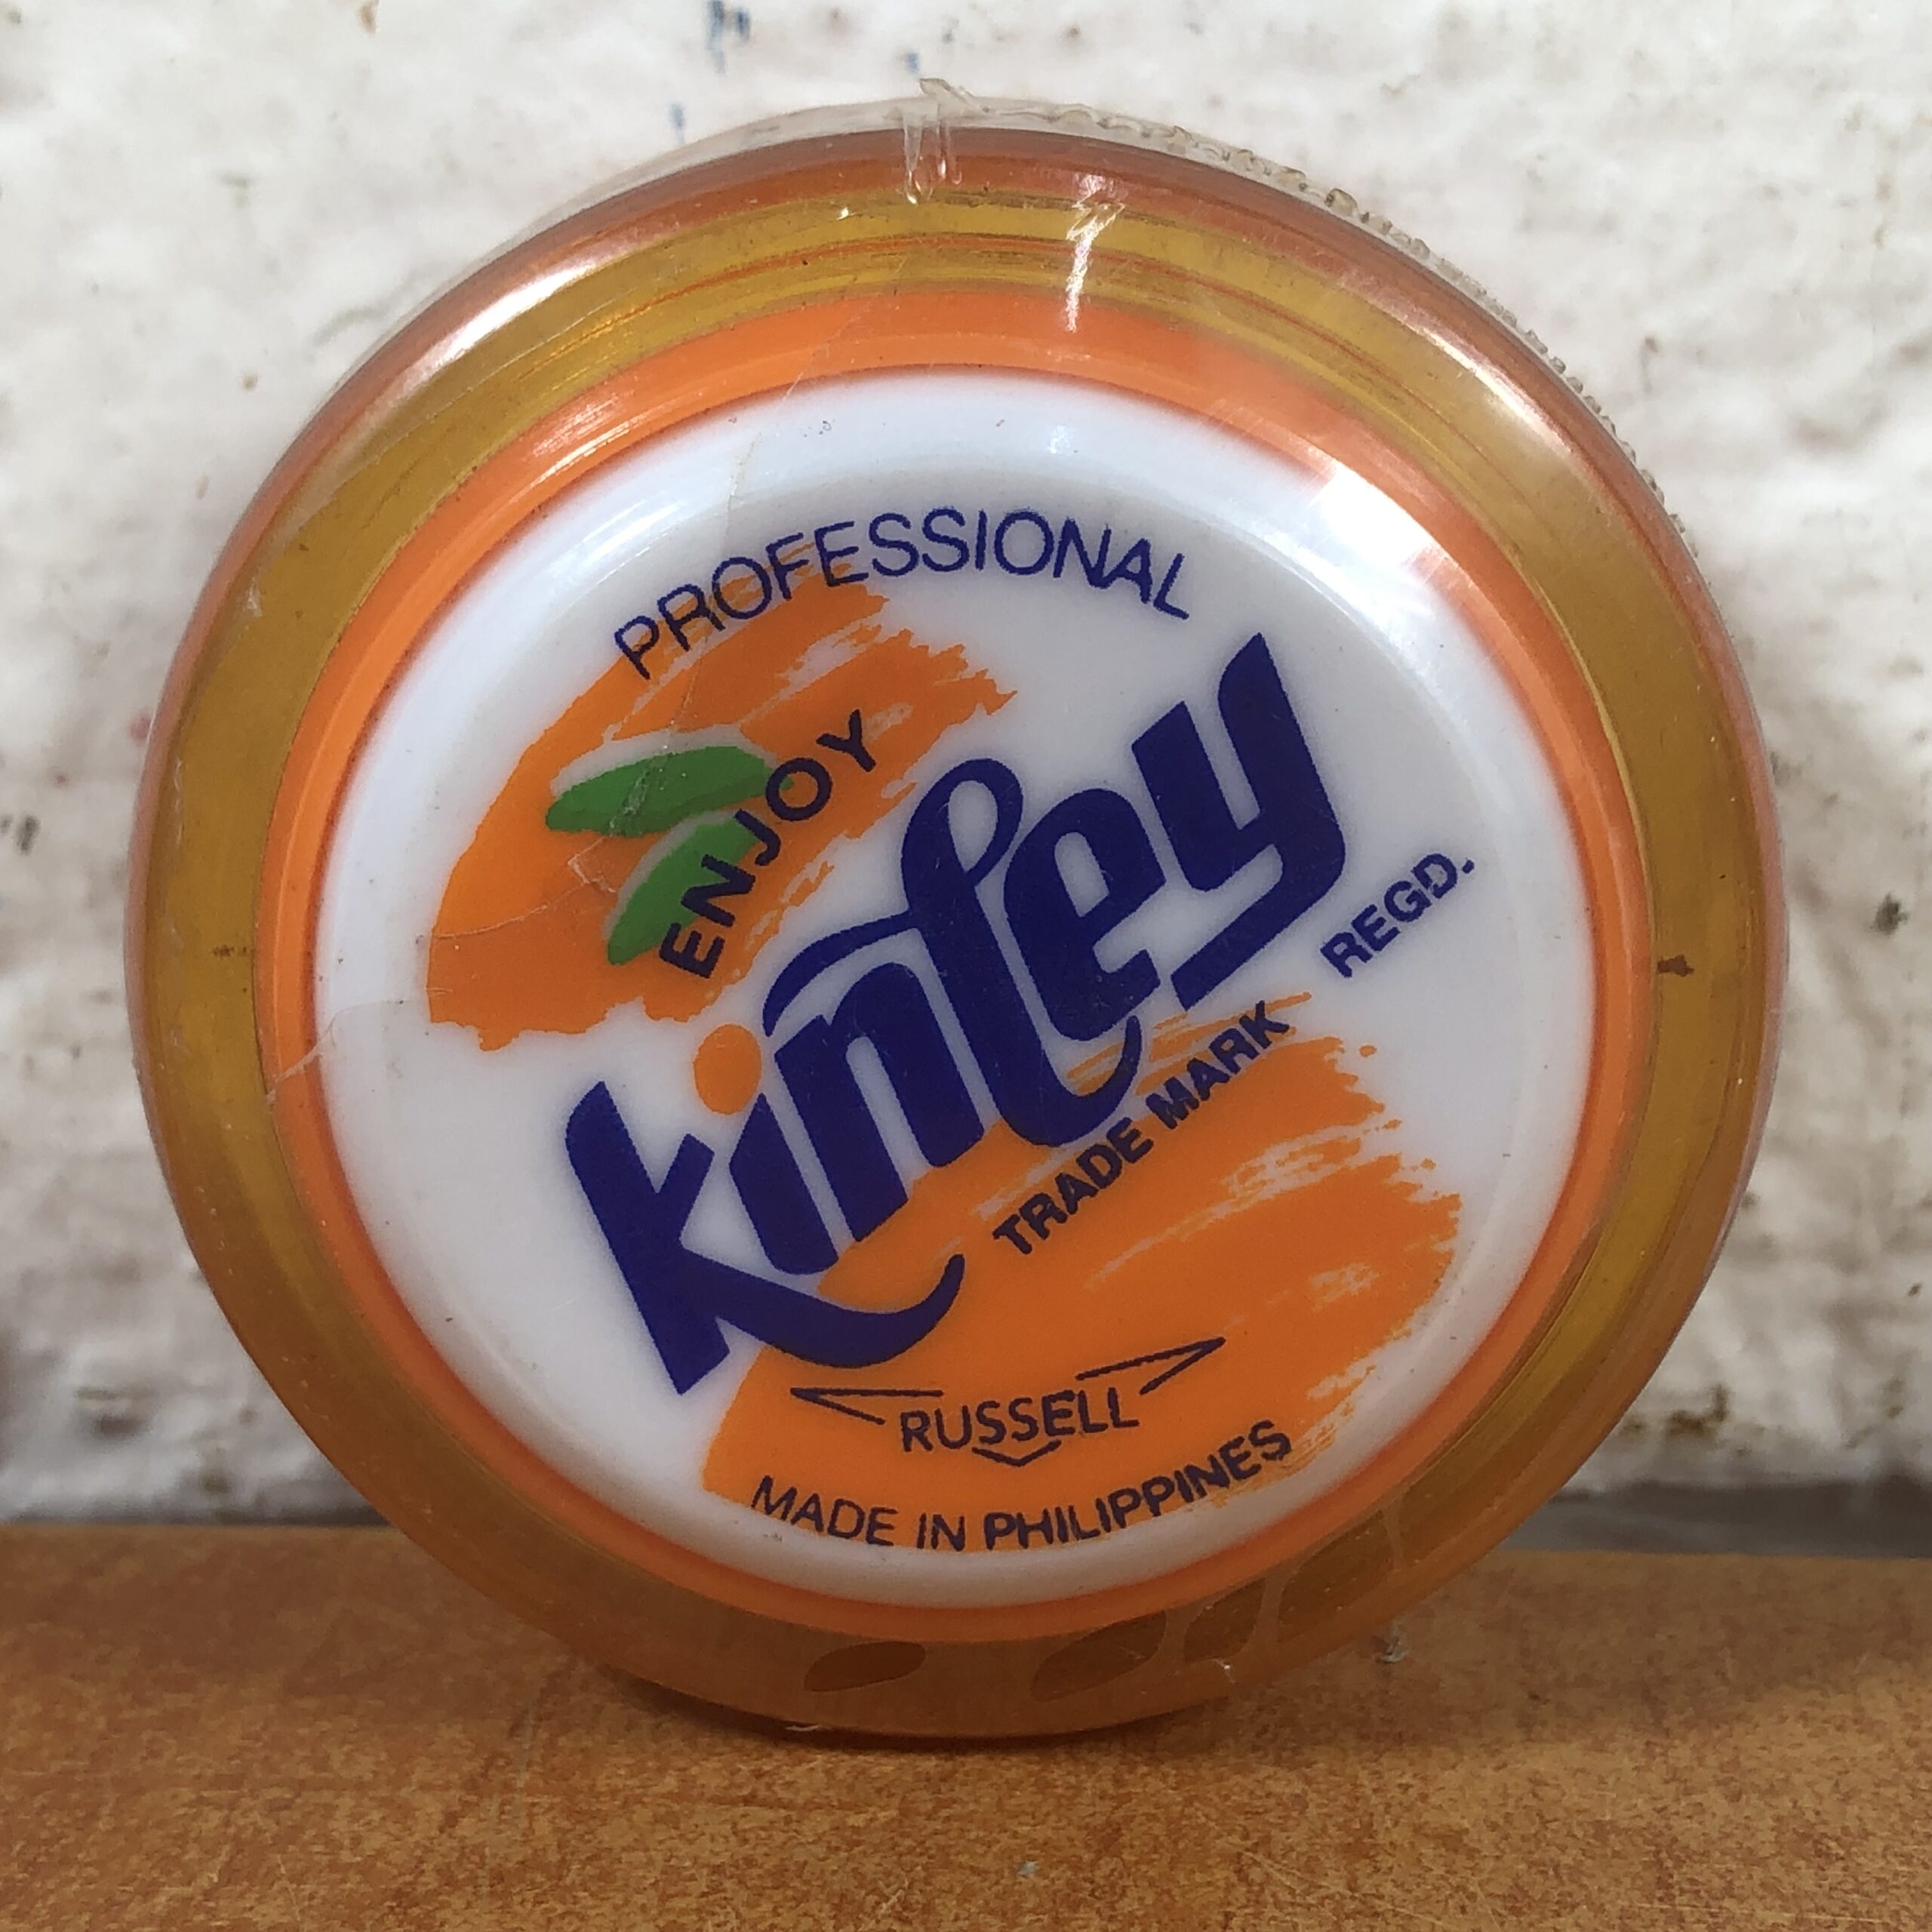 PROFESSIONAL
ENJOY
kinley
TRADE MARK REGD.
RUSSELL
MADE IN PHILIPPINES